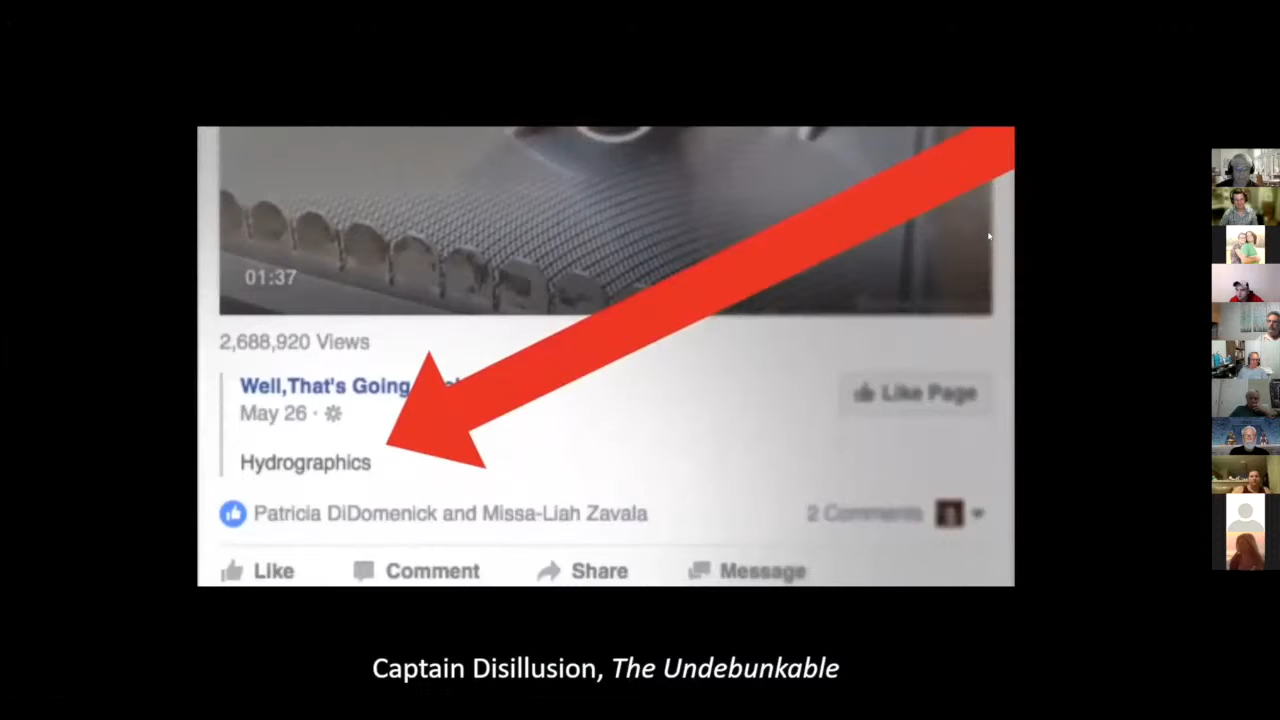 01:37
2,688,920 Views
Well,That's Going
May 26
Hydrographics
Like Page
Patricia DiDomenick and Missa-Liah Zavala
2 Comments
Like Comment Share Message
Captain Disillusion, The Undebunkable